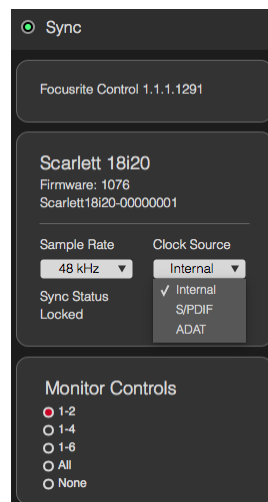 Sync
Focusrite Control 1.1.1.1291
Scarlett 18i20
Firmware: 1076
Scarlett18i20-00000001
Sample Rate
Clock Source
48 kHz
Internal
Sync Status
Locked
Internal
S/PDIF
ADAT
Monitor Controls
1-2
1-4
1-6
All
None